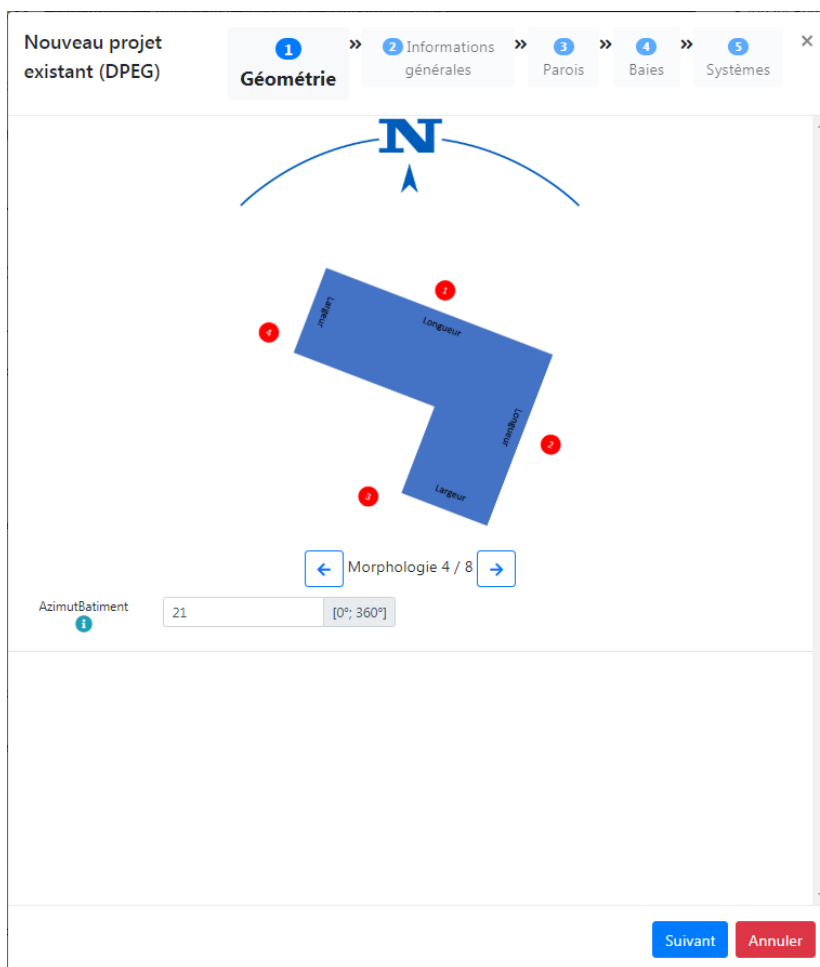 Nouveau projet
existant (DPEG)
1
Géométrie
»
2 Informations
générales
»
3
Parois
»
4
Baies
»
5
Systèmes
×
N
1
Largeur
Longueur
4
Longueur
2
Largeur
3
← Morphologie 4 / 8 →
AzimutBatiment
i
21
[0°; 360°]
Suivant
Annuler